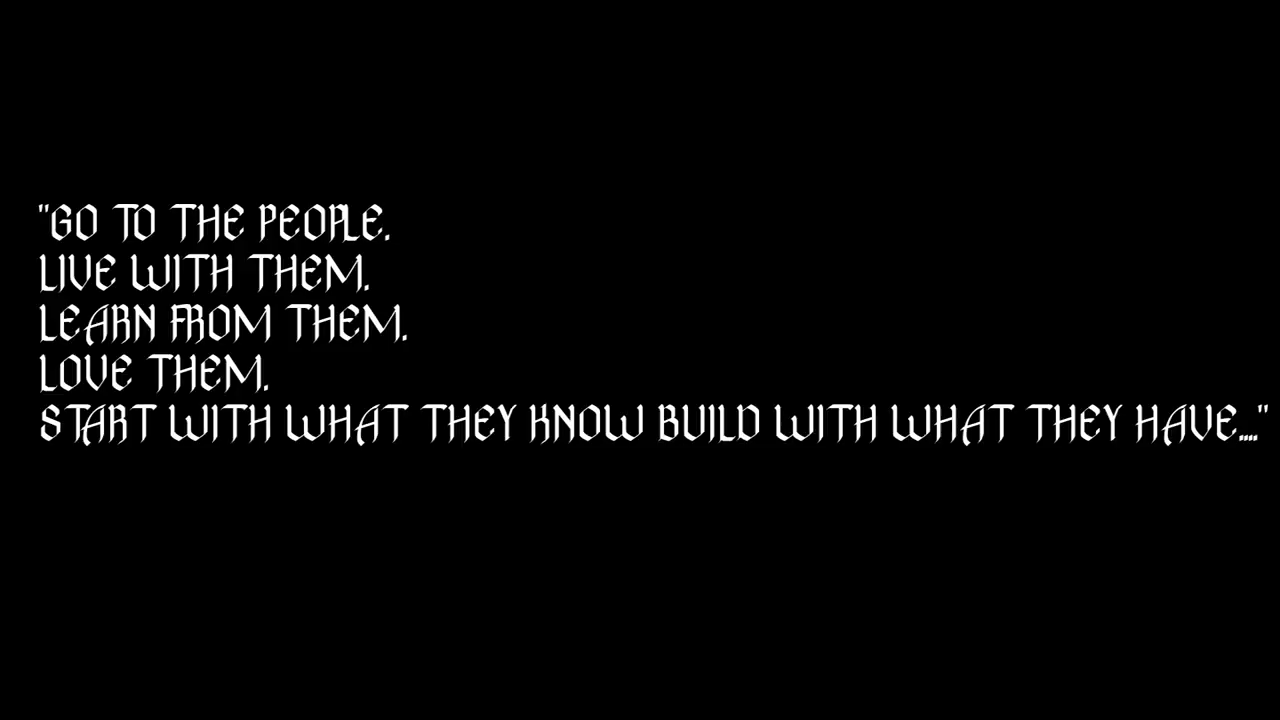 "GO TO THE PEOPLE.
LIVE WITH THEM.
LEARN FROM THEM.
LOVE THEM.
START WITH WHAT THEY KNOW BUILD WITH WHAT THEY HAVE...."